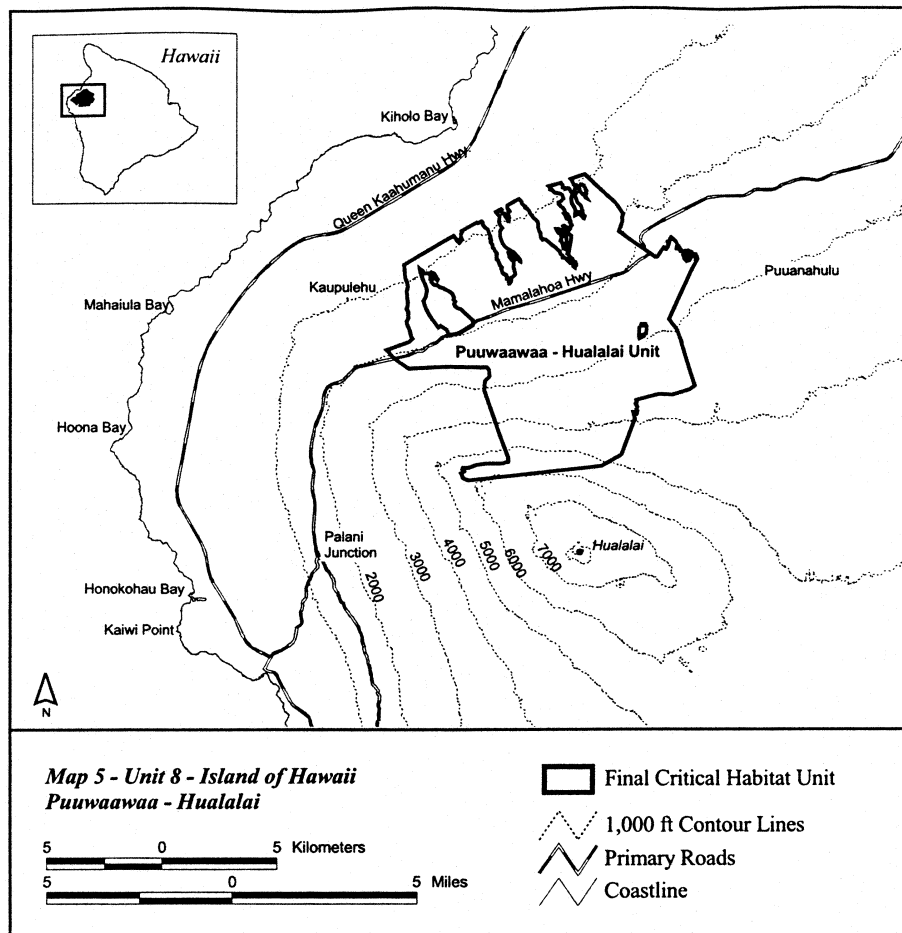 Hawaii
Kiholo Bay
Queen Kaahumanu Hwy
Kaupulehu
Puuanahulu
Mahaiula Bay
Mamalahoa Hwy
Puuwaawaa - Hualalai Unit
Hoona Bay
Palani
Junction
2000
3000
4000
5000
6000
7000
Hualalai
Honokohau Bay
Kaiwi Point
N
Map 5 - Unit 8 - Island of Hawaii
Puuwaawaa - Hualalai
5 0 5 Kilometers
5 0 5 Miles
Final Critical Habitat Unit
1,000 ft Contour Lines
Primary Roads
Coastline